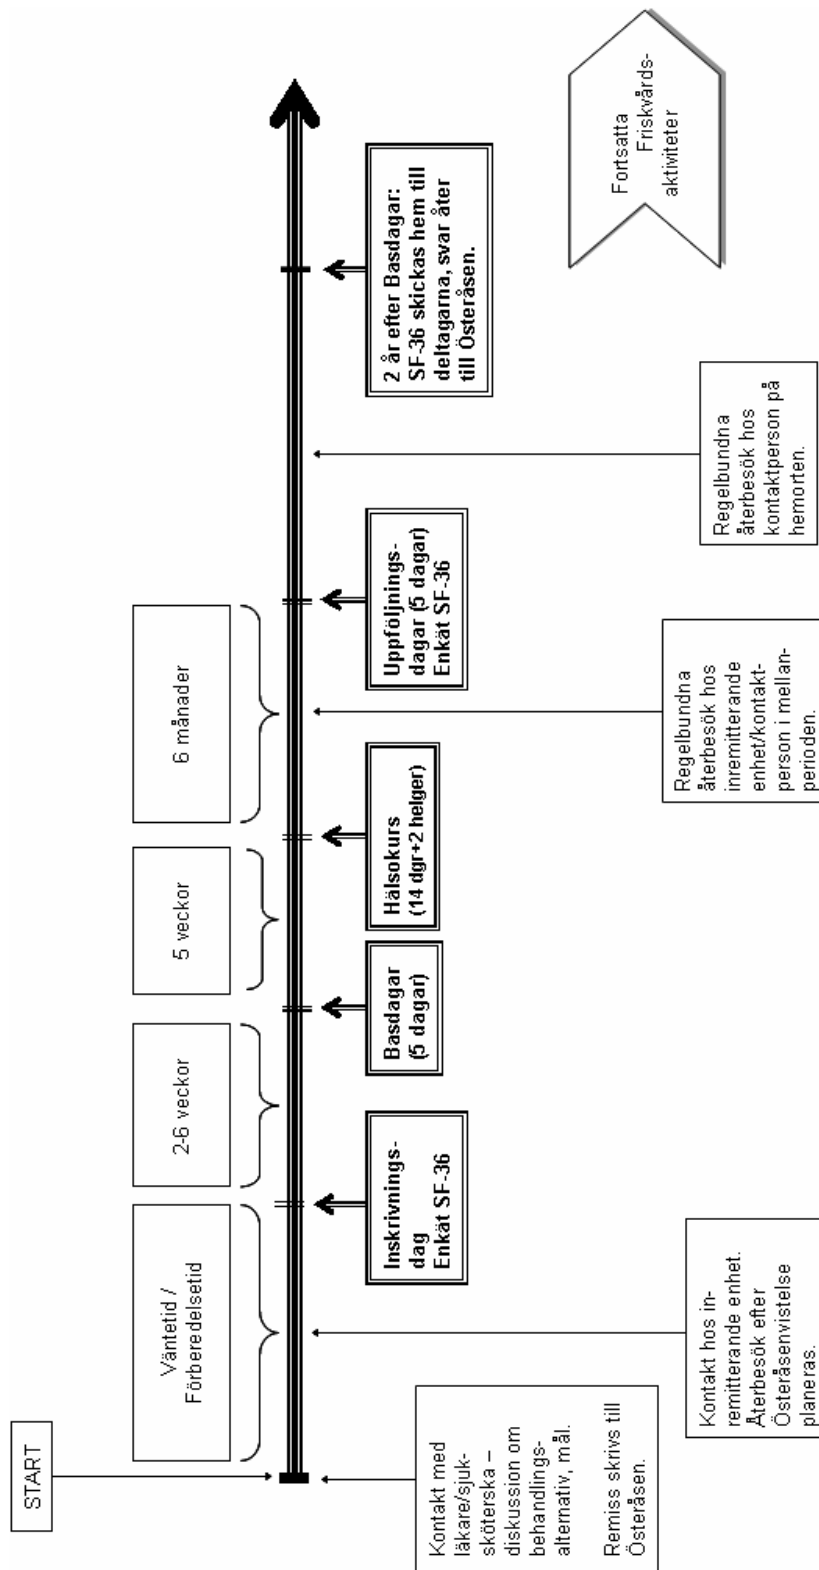 START
Väntetid /
Förberedelsetid
2-6 veckor
5 veckor
6 månader
Inskrivnings-
dag
Enkät SF-36
Basdagar
(5 dagar)
Hälsokurs
(14 dgr+2 helger)
Uppföljnings-
dagar (5 dagar)
Enkät SF-36
2 år efter Basdagar:
SF-36 skickas hem till
deltagarna, svar åter
till Österåsen.
Kontakt med
läkare/sjuk-
sköterska –
diskussion om
behandlings-
alternativ, mål.
Remiss skrivs till
Österåsen.
Kontakt hos in-
remitterande enhet.
Återbesök efter
Österåsenvistelse
planeras.
Regelbundna
återbesök hos
inremitterande
enhet/kontakt-
person i mellan-
perioden.
Regelbundna
återbesök hos
kontaktperson på
hemorten.
Fortsatta
Friskvårds-
aktiviteter